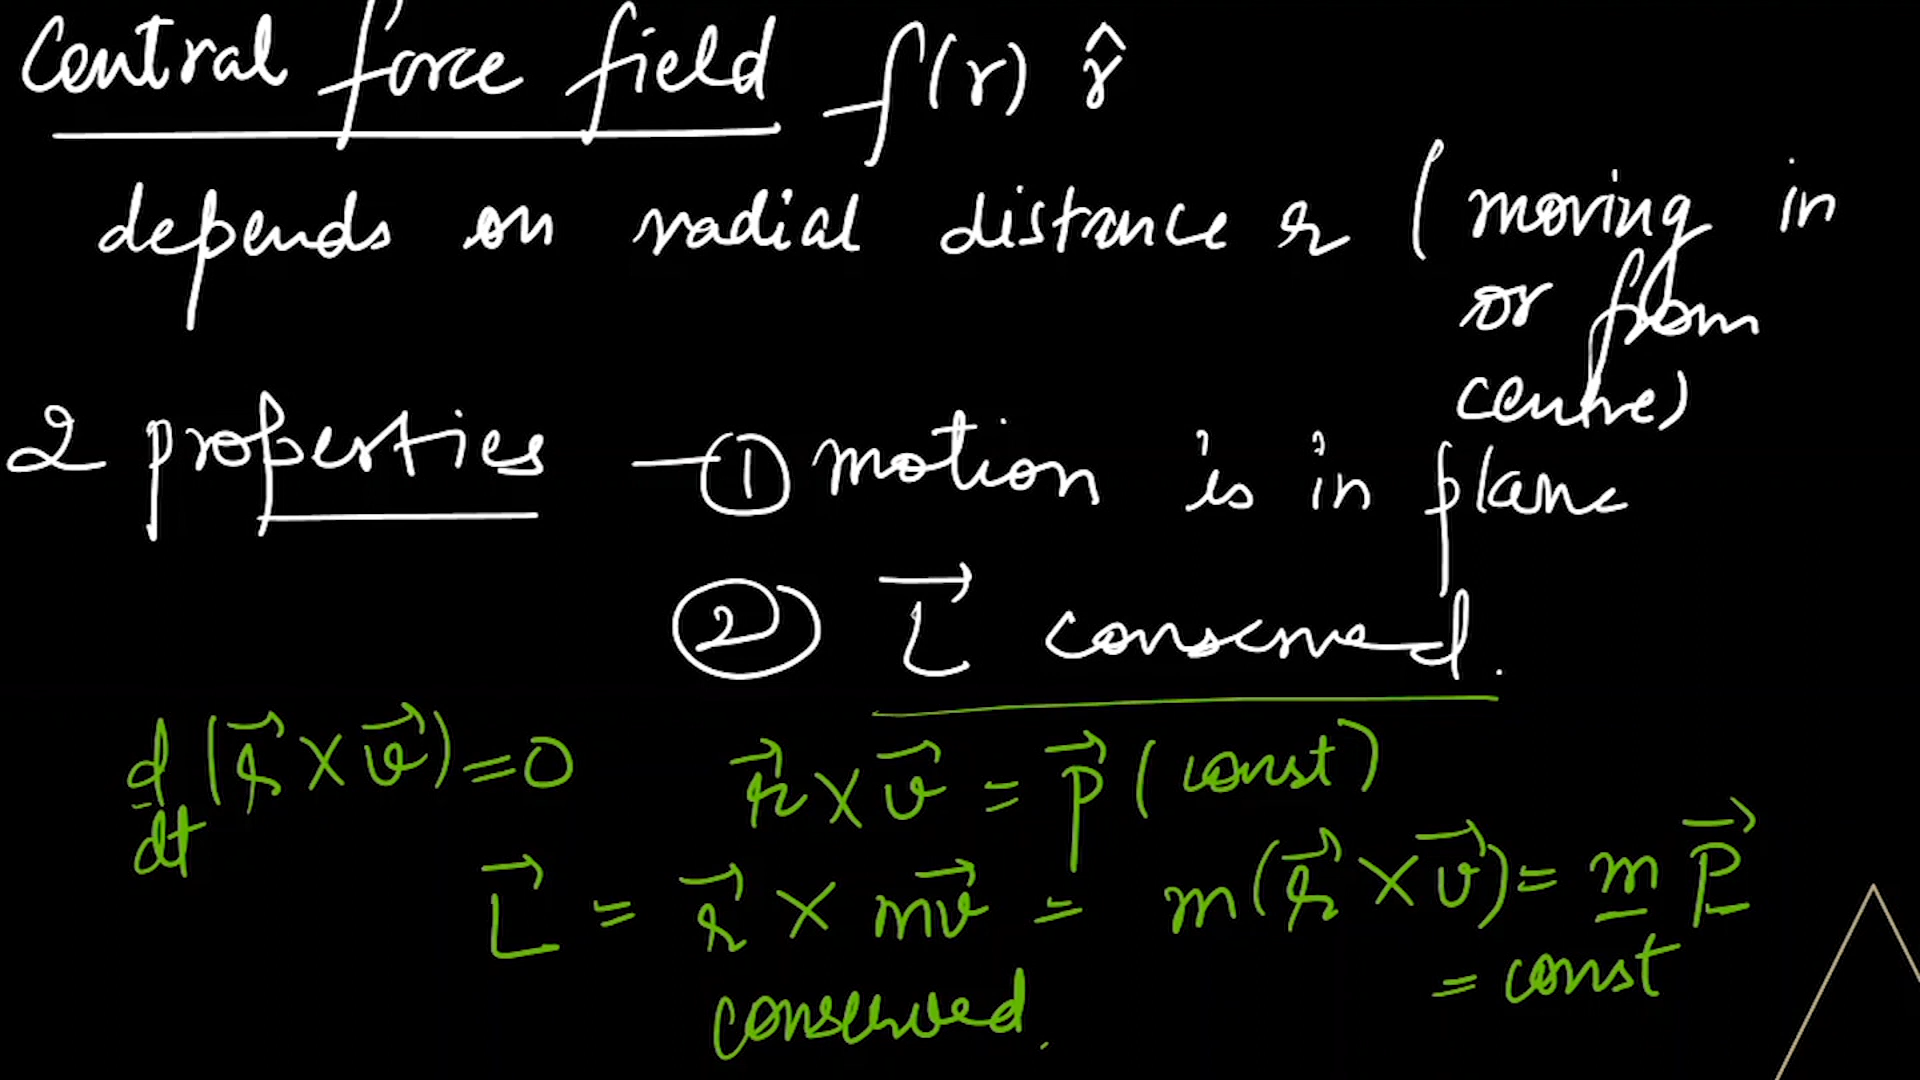 Central force field f(r) r̂
depends on radial distance r (moving in
or from
centre)
2 properties — ① motion is in plane
② L⃗ conserved.
d/dt (r⃗ × v⃗) = 0    r⃗ × v⃗ = p⃗ (const)
L⃗ = r⃗ × mv⃗ = m(r⃗ × v⃗) = m p⃗
= const
conserved.